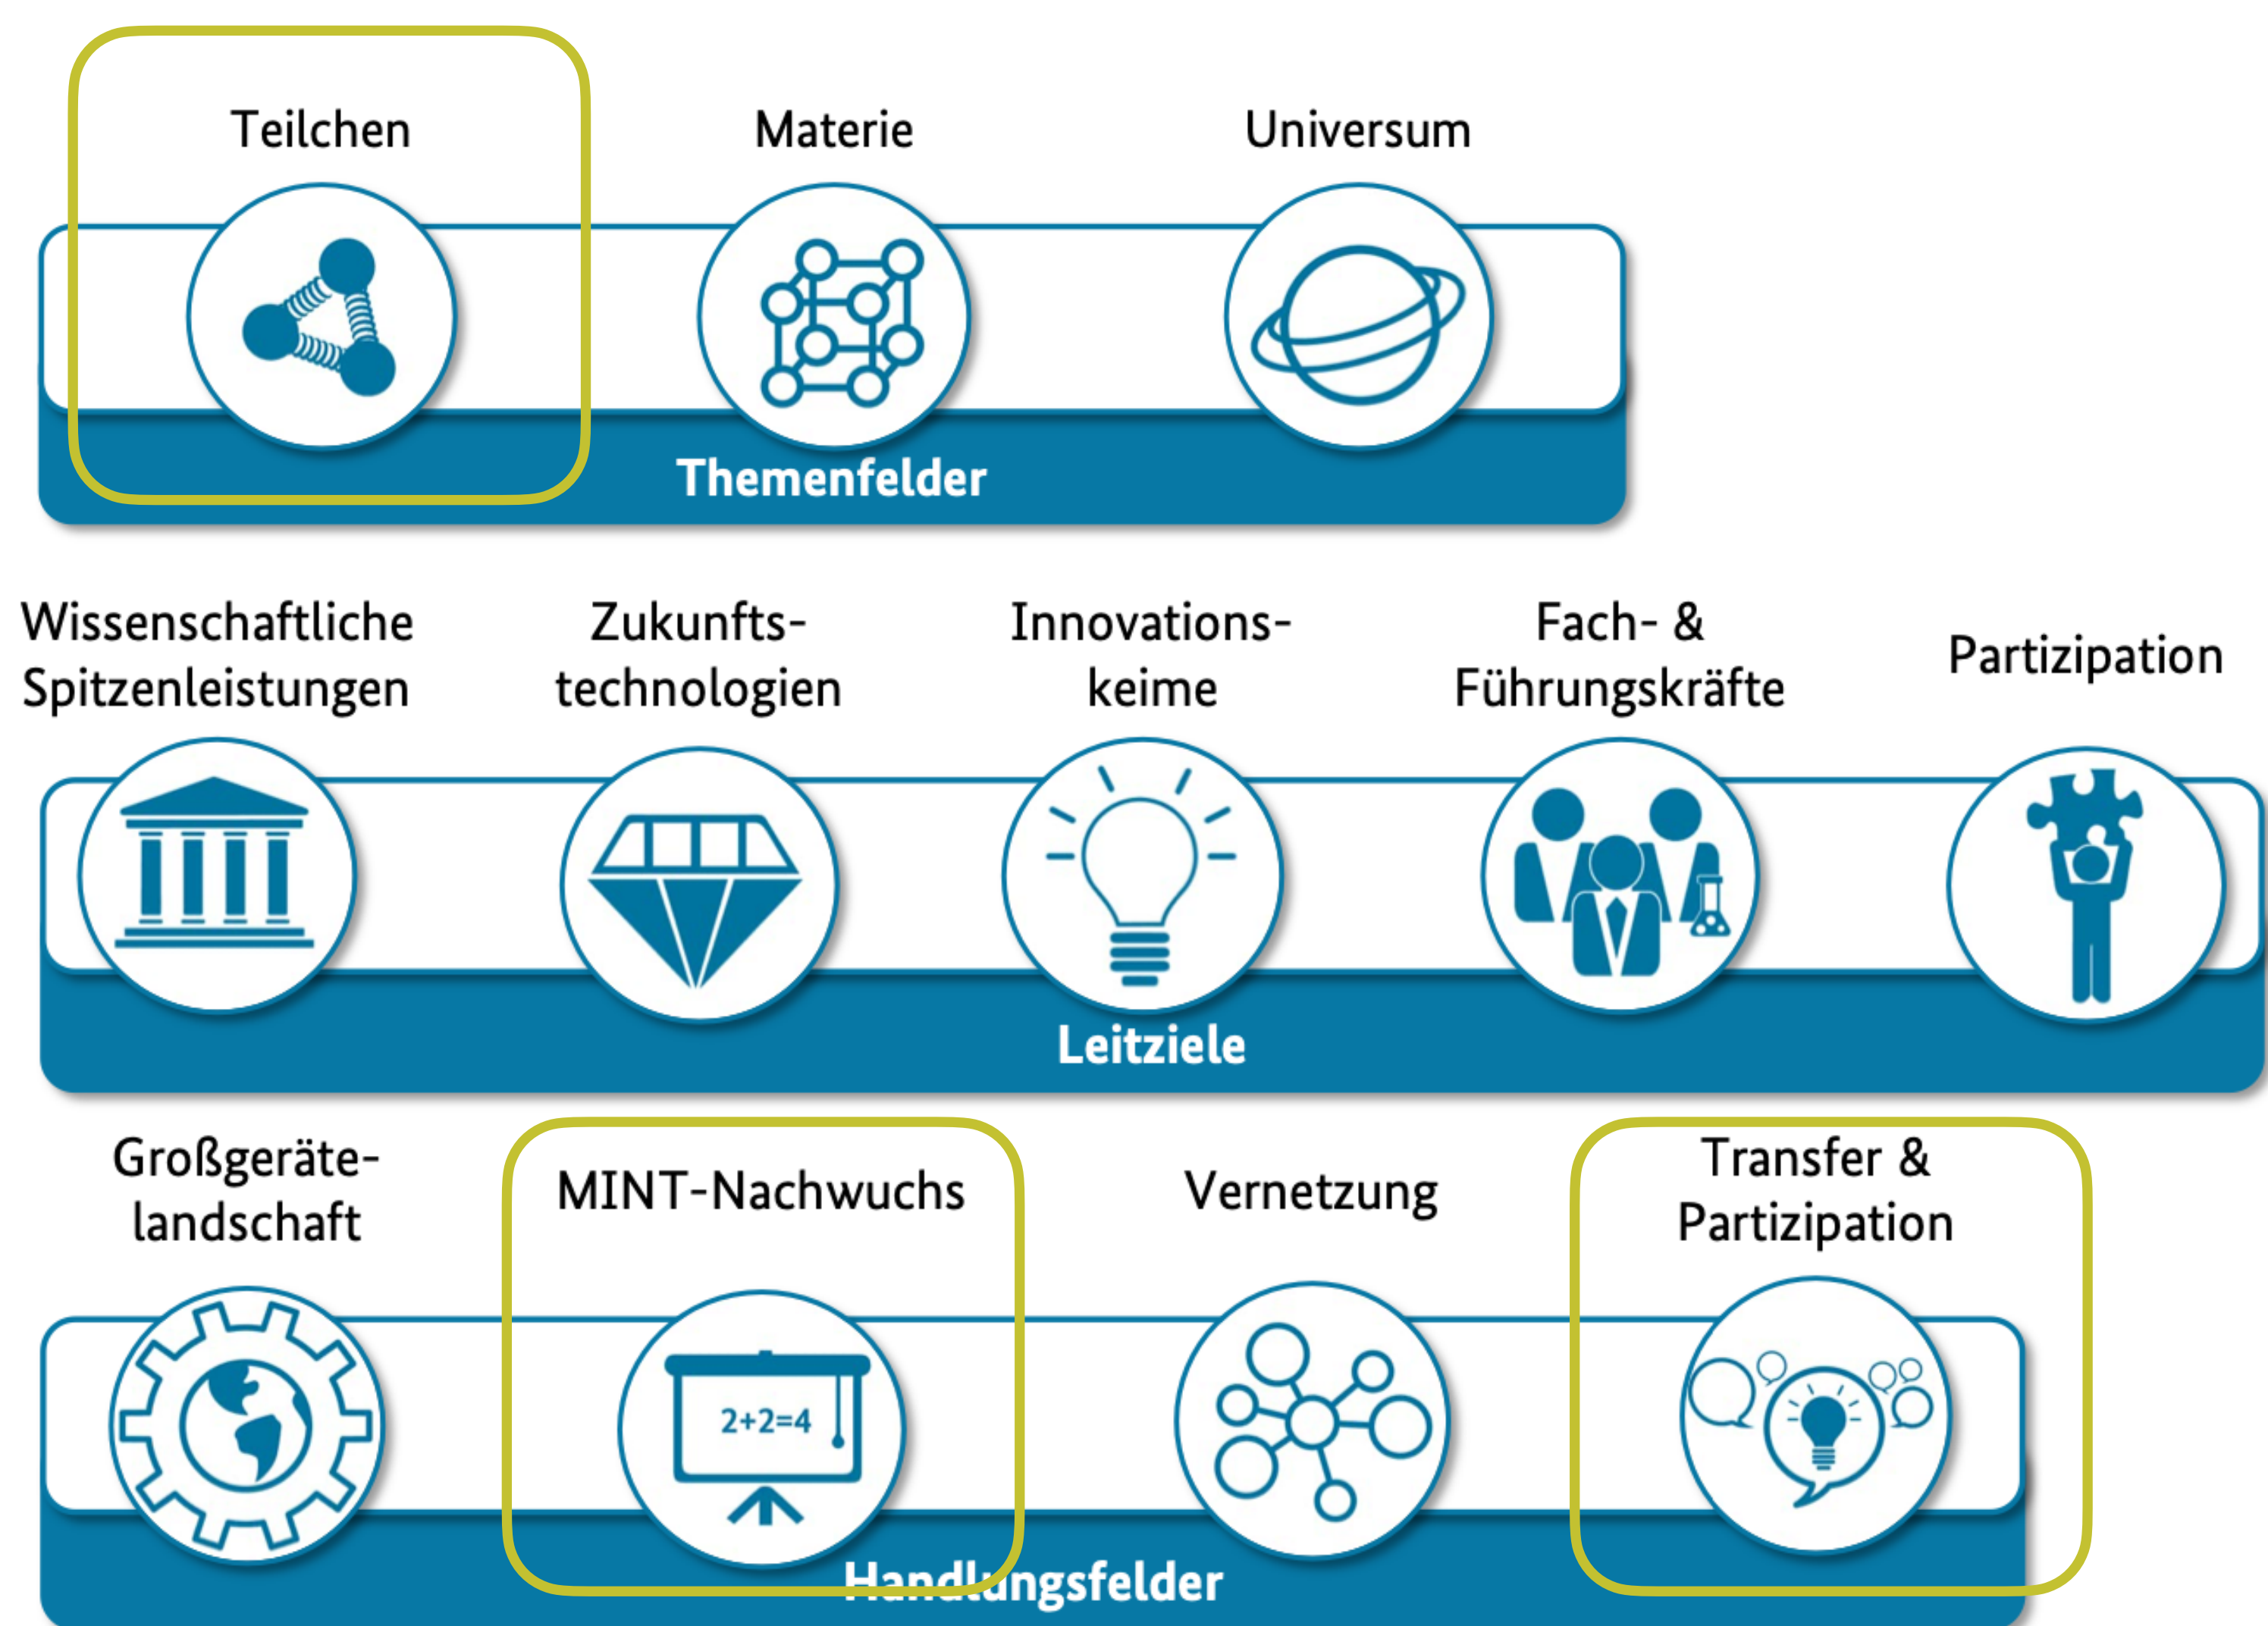 Teilchen
Materie
Universum
Themenfelder
Wissenschaftliche
Spitzenleistungen
Zukunfts-
technologien
Innovations-
keime
Fach- &
Führungskräfte
Partizipation
Leitziele
Großgeräte-
landschaft
MINT-Nachwuchs
Vernetzung
Transfer &
Partizipation
2+2=4
Handlungsfelder